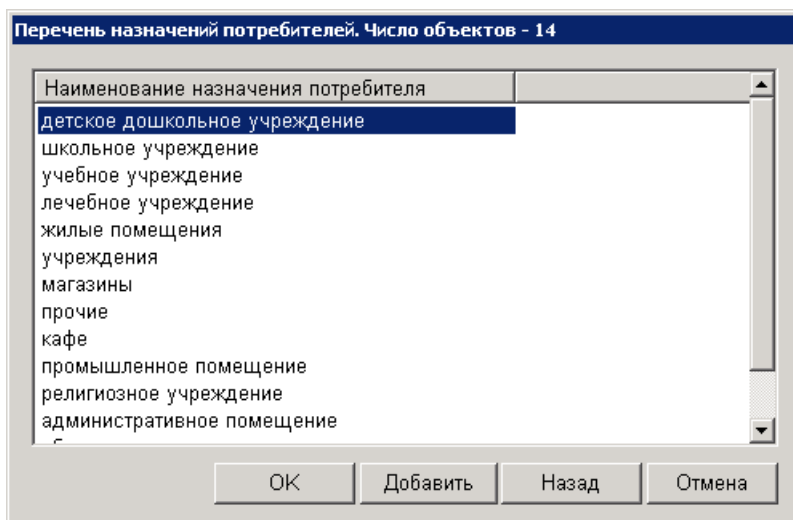 Перечень назначений потребителей. Число объектов - 14
Наименование назначения потребителя
детское дошкольное учреждение
школьное учреждение
учебное учреждение
лечебное учреждение
жилые помещения
учреждения
магазины
прочие
кафе
промышленное помещение
религиозное учреждение
административное помещение
OK Добавить Назад Отмена